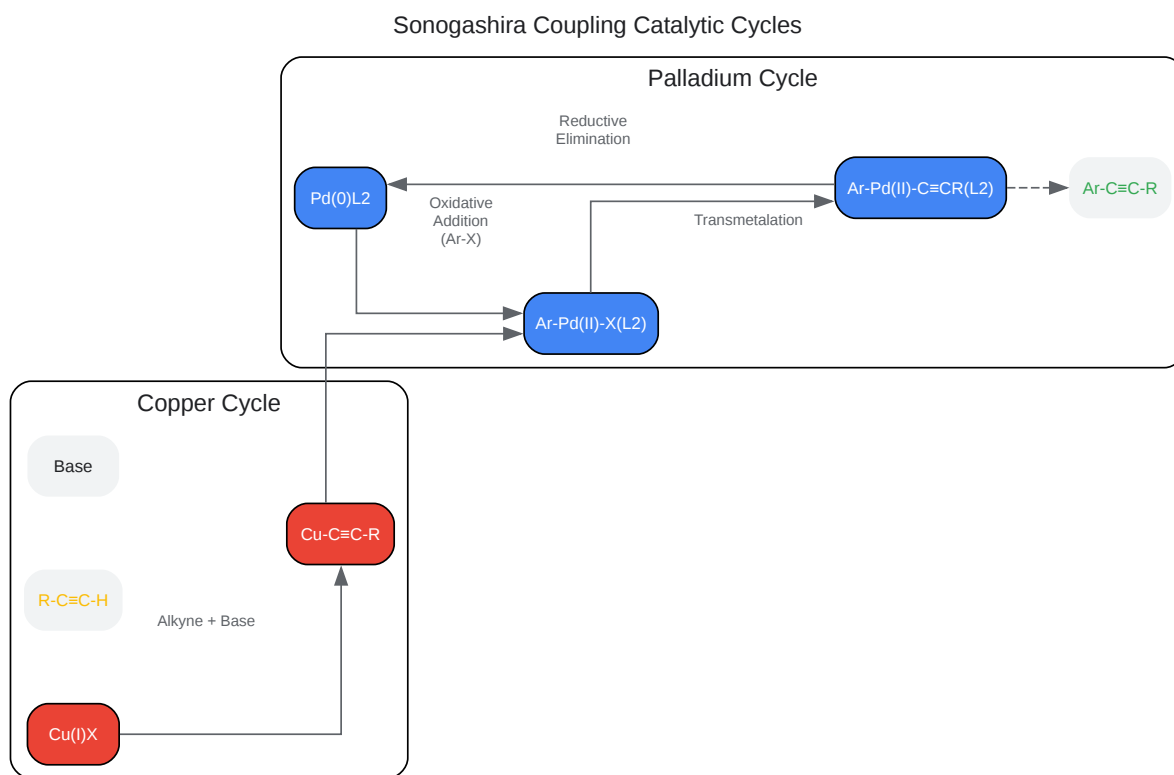 Sonogashira Coupling Catalytic Cycles
Palladium Cycle
Reductive
Elimination
Pd(0)L2
Ar-Pd(II)-C≡CR(L2)
Ar-C≡C-R
Oxidative
Addition
(Ar-X)
Transmetalation
Ar-Pd(II)-X(L2)
Copper Cycle
Base
Cu-C≡C-R
R-C≡C-H
Alkyne + Base
Cu(I)X